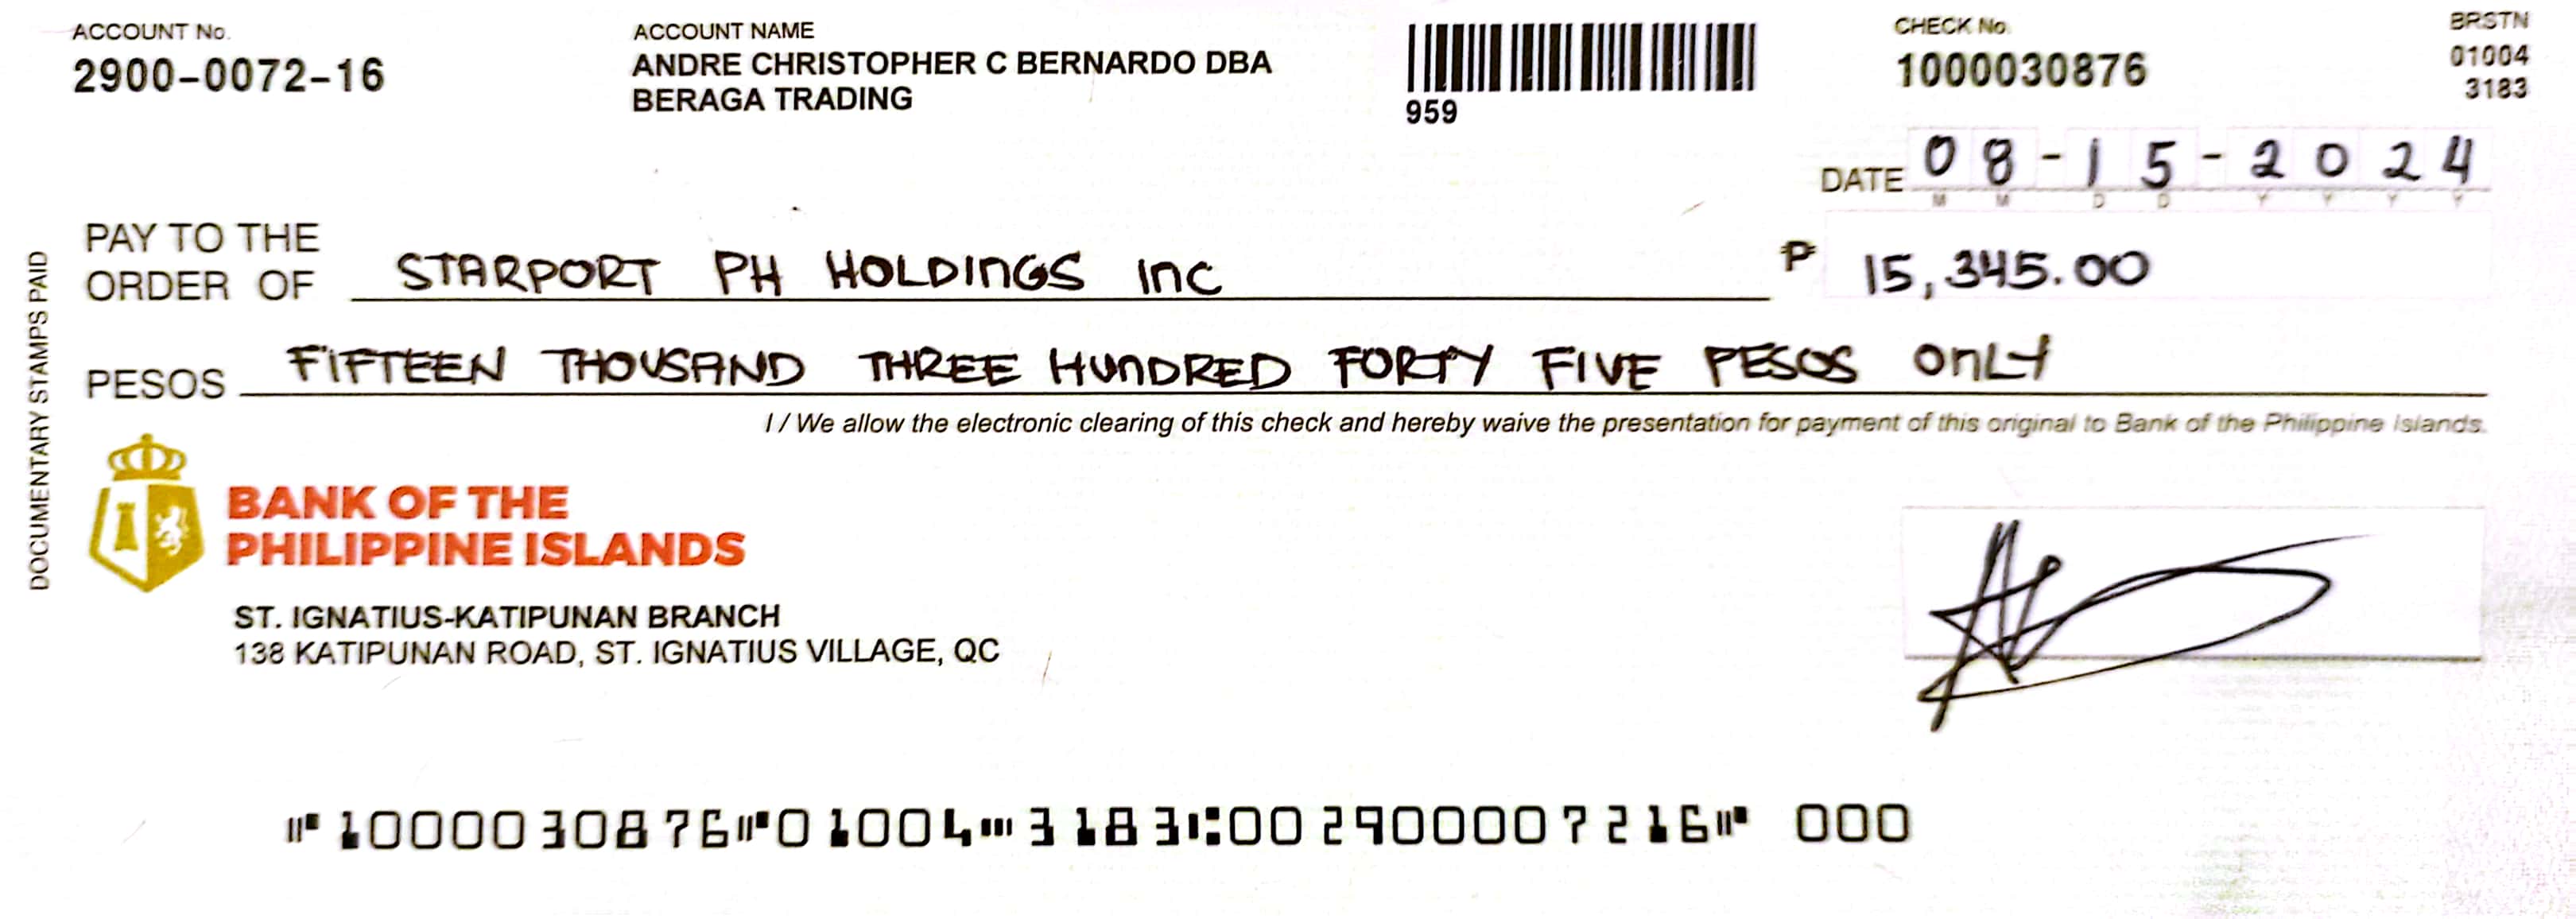 ACCOUNT No.
2900-0072-16
ACCOUNT NAME
ANDRE CHRISTOPHER C BERNARDO DBA
BERAGA TRADING
959
CHECK No.
1000030876
BRSTN
01004
3183
DATE 08-15-2024
M M D D Y Y Y Y
PAY TO THE
ORDER OF STARPORT PH HOLDINGS INC
₱ 15,345.00
PESOS FIFTEEN THOUSAND THREE HUNDRED FORTY FIVE PESOS ONLY
I / We allow the electronic clearing of this check and hereby waive the presentation for payment of this original to Bank of the Philippine Islands.
DOCUMENTARY STAMPS PAID
BANK OF THE
PHILIPPINE ISLANDS
ST. IGNATIUS-KATIPUNAN BRANCH
138 KATIPUNAN ROAD, ST. IGNATIUS VILLAGE, QC
⑈1000030876⑈01004⑉3183⑆002900007216⑈ 000